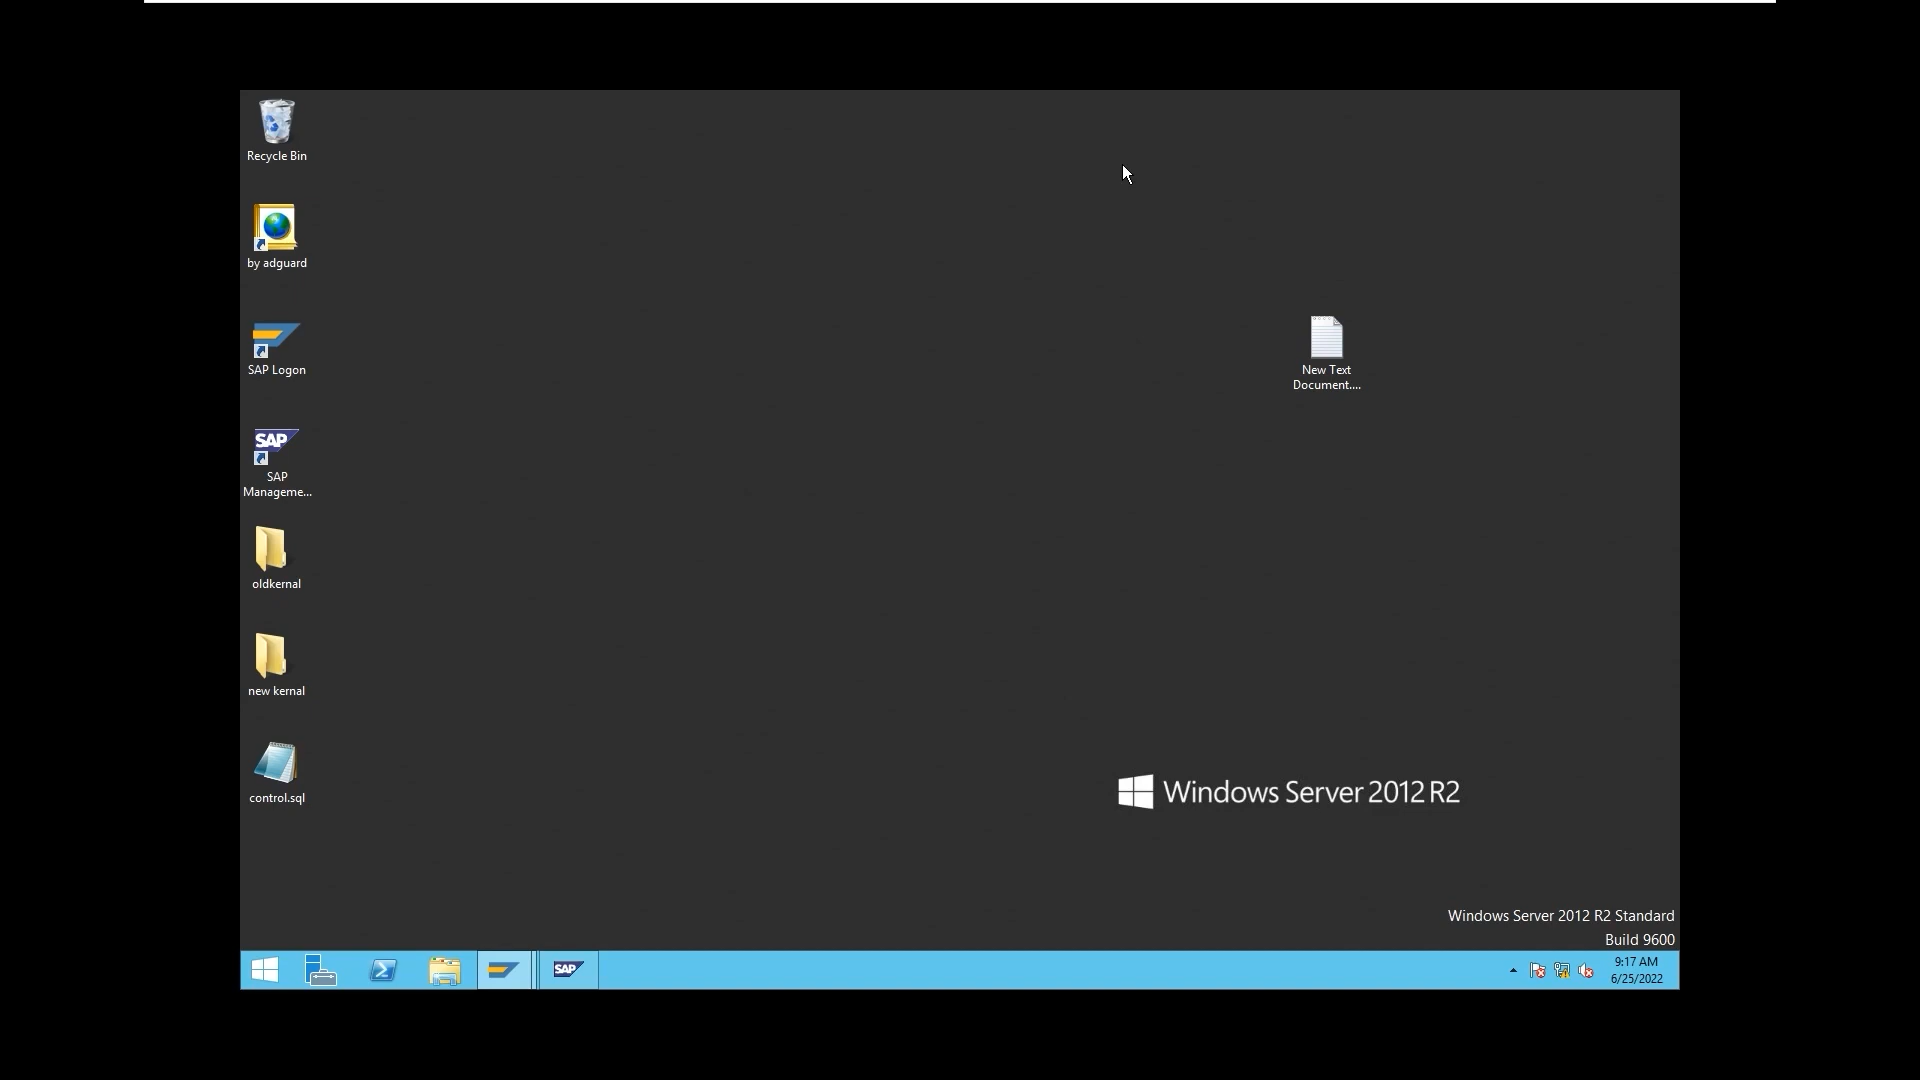 Recycle Bin
by adguard
SAP Logon
SAP
SAP
Manageme...
oldkernal
new kernal
control.sql
New Text
Document....
Windows Server 2012 R2
Windows Server 2012 R2 Standard
Build 9600
SAP
9:17 AM
6/25/2022